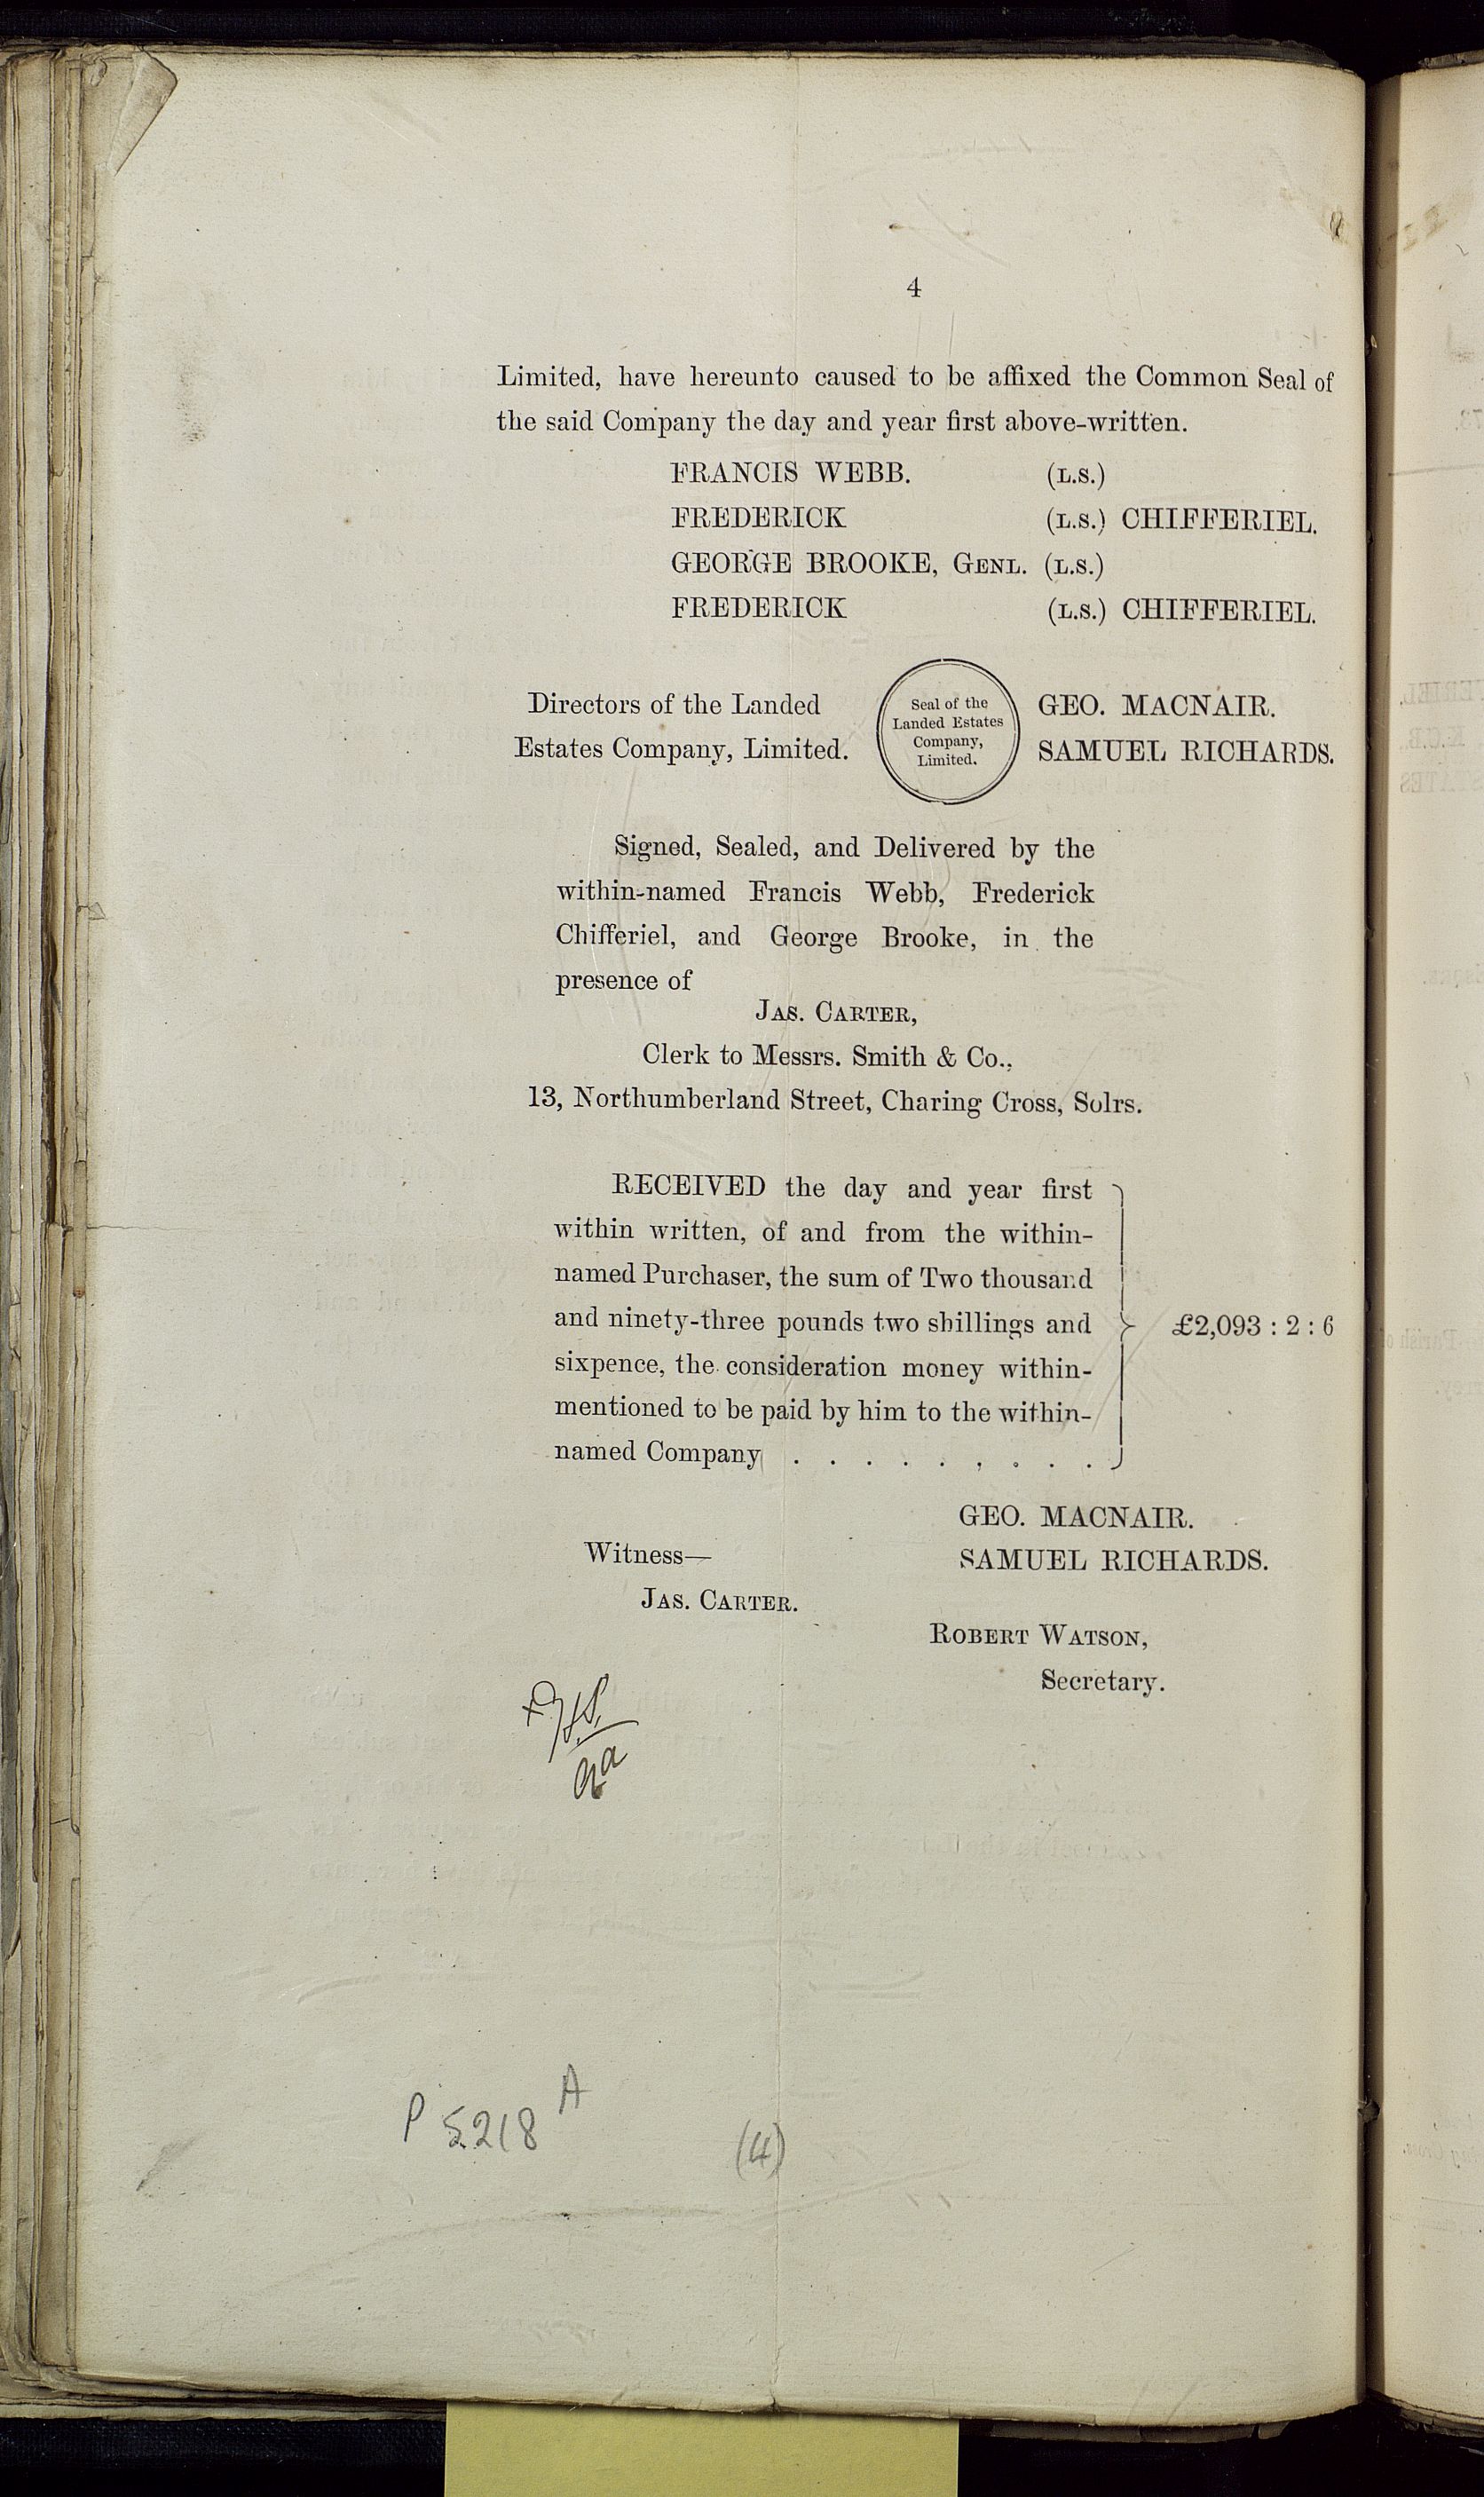 4
Limited, have hereunto caused to be affixed the Common Seal of
the said Company the day and year first above-written.
FRANCIS WEBB. (L.S.)
FREDERICK (L.S.) CHIFFERIEL.
GEORGE BROOKE, GENL. (L.S.)
FREDERICK (L.S.) CHIFFERIEL.
Directors of the Landed
Estates Company, Limited.
Seal of the
Landed Estates
Company,
Limited.
GEO. MACNAIR.
SAMUEL RICHARDS.
Signed, Sealed, and Delivered by the
within-named Francis Webb, Frederick
Chifferiel, and George Brooke, in the
presence of
JAS. CARTER,
Clerk to Messrs. Smith & Co.,
13, Northumberland Street, Charing Cross, Solrs.
RECEIVED the day and year first
within written, of and from the within-
named Purchaser, the sum of Two thousand
and ninety-three pounds two shillings and
sixpence, the consideration money within-
mentioned to be paid by him to the within-
named Company . . . . . . . . .
£2,093 : 2 : 6
GEO. MACNAIR.
SAMUEL RICHARDS.
Witness—
JAS. CARTER.
ROBERT WATSON,
Secretary.
P 5218 A
(4)